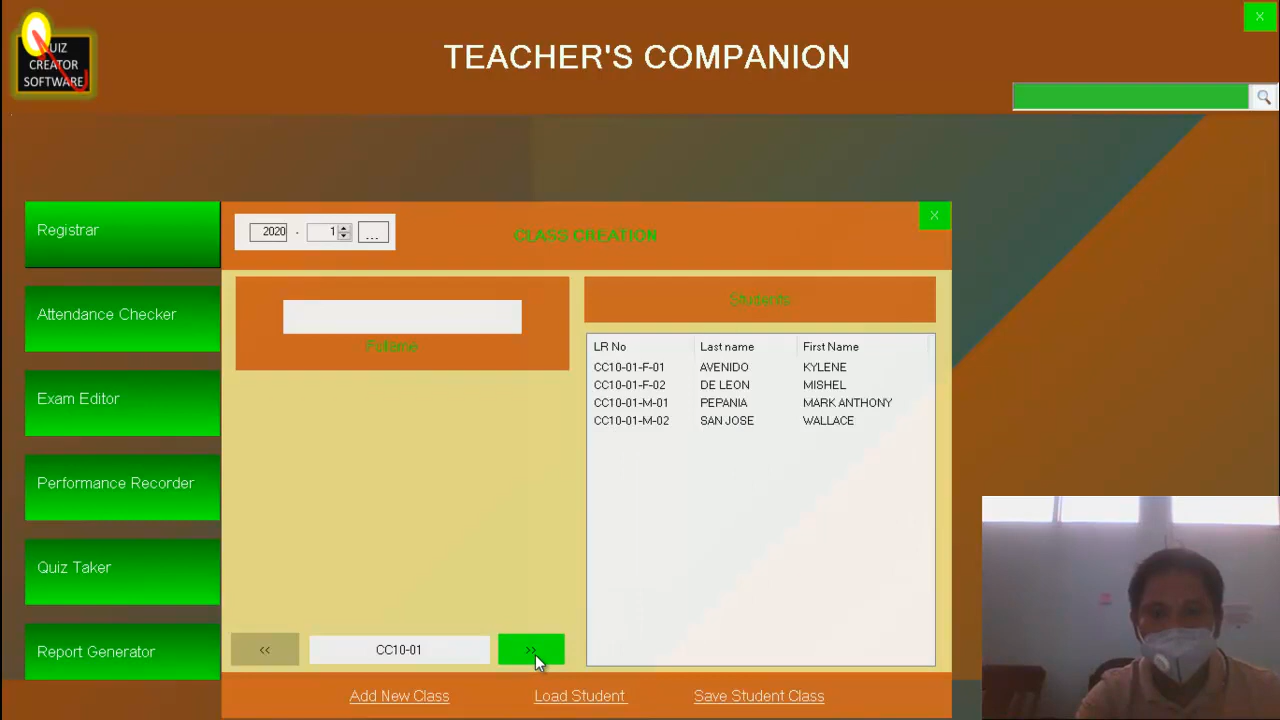 QUIZ
CREATOR
SOFTWARE
TEACHER'S COMPANION
X
Registrar
Attendance Checker
Exam Editor
Performance Recorder
Quiz Taker
Report Generator
2020 - 1 ...
CLASS CREATION
X
Students
LR No Last name First Name
CC10-01-F-01 AVENIDO KYLENE
CC10-01-F-02 DE LEON MISHEL
CC10-01-M-01 PEPANIA MARK ANTHONY
CC10-01-M-02 SAN JOSE WALLACE
<< CC10-01 >>
Add New Class Load Student Save Student Class